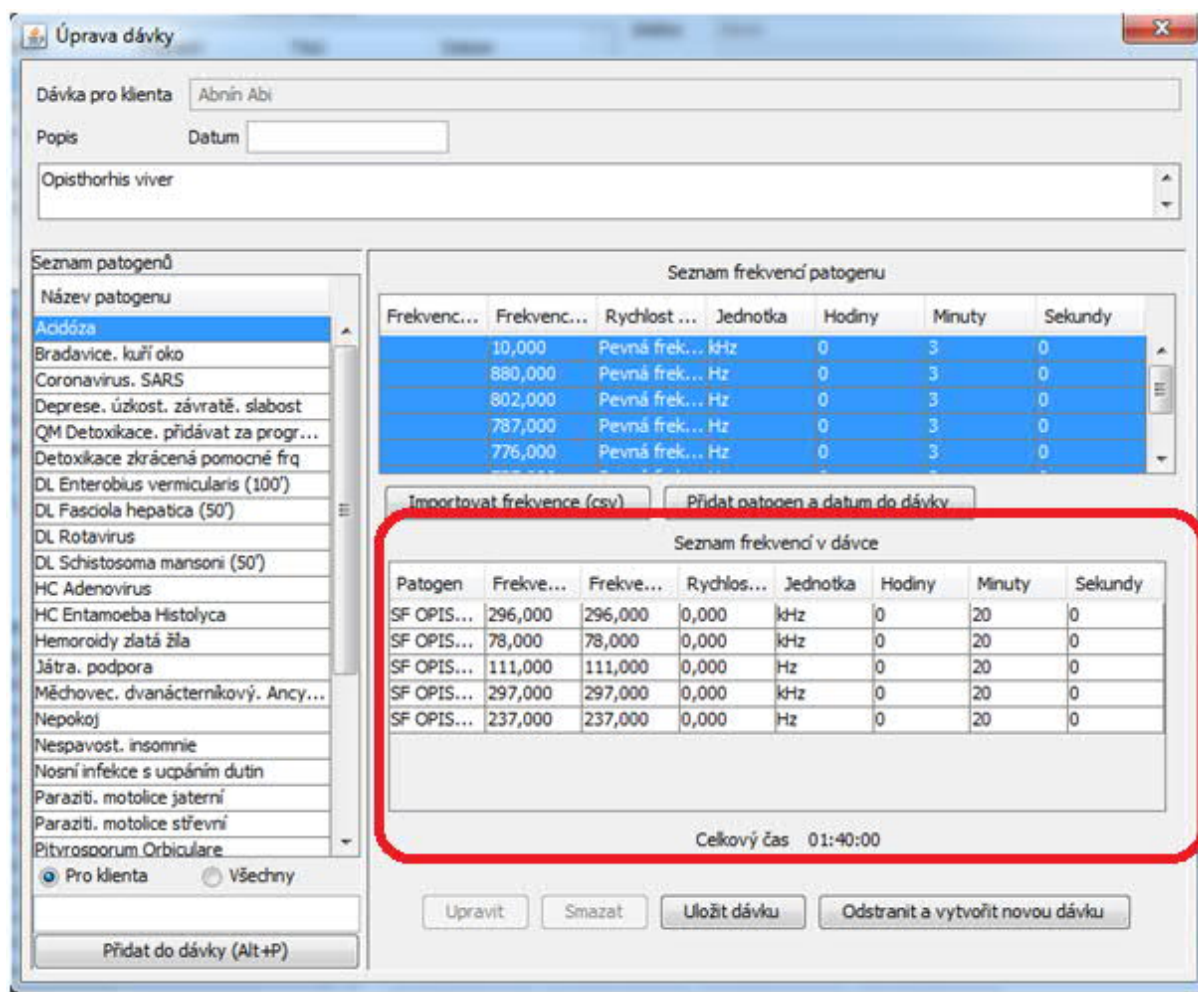 Úprava dávky
Dávka pro klienta Abnín Abi
Popis Datum
Opisthorhis viver
Seznam patogenů
Název patogenu
Acidóza
Bradavice. kuří oko
Coronavirus. SARS
Deprese. úzkost. závratě. slabost
QM Detoxikace. přidávat za progr...
Detoxikace zkrácená pomocné frq
DL Enterobius vermicularis (100')
DL Fasciola hepatica (50')
DL Rotavirus
DL Schistosoma mansoni (50')
HC Adenovirus
HC Entamoeba Histolyca
Hemoroidy zlatá žíla
Játra. podpora
Měchovec. dvanácterníkový. Ancy...
Nepokoj
Nespavost. insomnie
Nosní infekce s ucpáním dutin
Paraziti. motolice jaterní
Paraziti. motolice střevní
Pityrosporum Orbiculare
Pro klienta Všechny
Přidat do dávky (Alt+P)
Seznam frekvencí patogenu
Frekvenc... Frekvenc... Rychlost ... Jednotka Hodiny Minuty Sekundy
10,000 Pevná frek... kHz 0 3 0
880,000 Pevná frek... Hz 0 3 0
802,000 Pevná frek... Hz 0 3 0
787,000 Pevná frek... Hz 0 3 0
776,000 Pevná frek... Hz 0 3 0
Importovat frekvence (csv) Přidat patogen a datum do dávky
Seznam frekvencí v dávce
Patogen Frekve... Frekve... Rychlos... Jednotka Hodiny Minuty Sekundy
SF OPIS... 296,000 296,000 0,000 kHz 0 20 0
SF OPIS... 78,000 78,000 0,000 kHz 0 20 0
SF OPIS... 111,000 111,000 0,000 Hz 0 20 0
SF OPIS... 297,000 297,000 0,000 kHz 0 20 0
SF OPIS... 237,000 237,000 0,000 Hz 0 20 0
Celkový čas 01:40:00
Upravit Smazat Uložit dávku Odstranit a vytvořit novou dávku